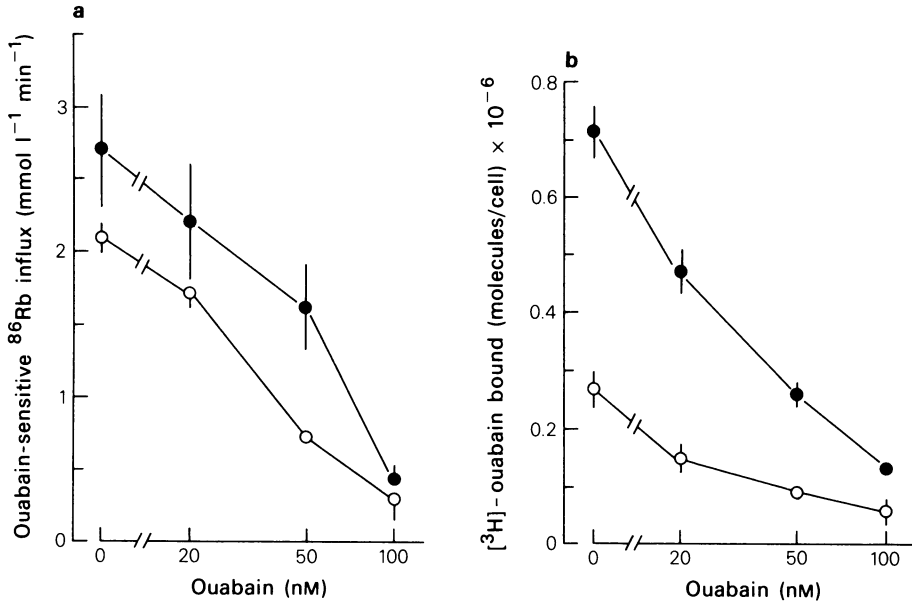 a
Ouabain-sensitive ⁸⁶Rb influx (mmol l⁻¹ min⁻¹)
3
2
1
0
0
20
50
100
Ouabain (nM)
b
[³H]-ouabain bound (molecules/cell) × 10⁻⁶
0.8
0.6
0.4
0.2
0
0
20
50
100
Ouabain (nM)